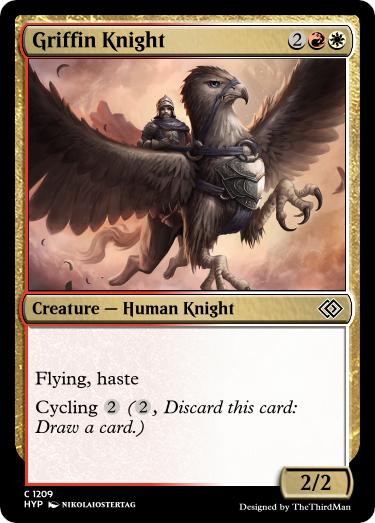 Griffin Knight 2
Creature — Human Knight
Flying, haste
Cycling 2 (2, Discard this card:
Draw a card.)
2/2
C 1209
HYP NIKOLAIOSTERTAG
Designed by TheThirdMan